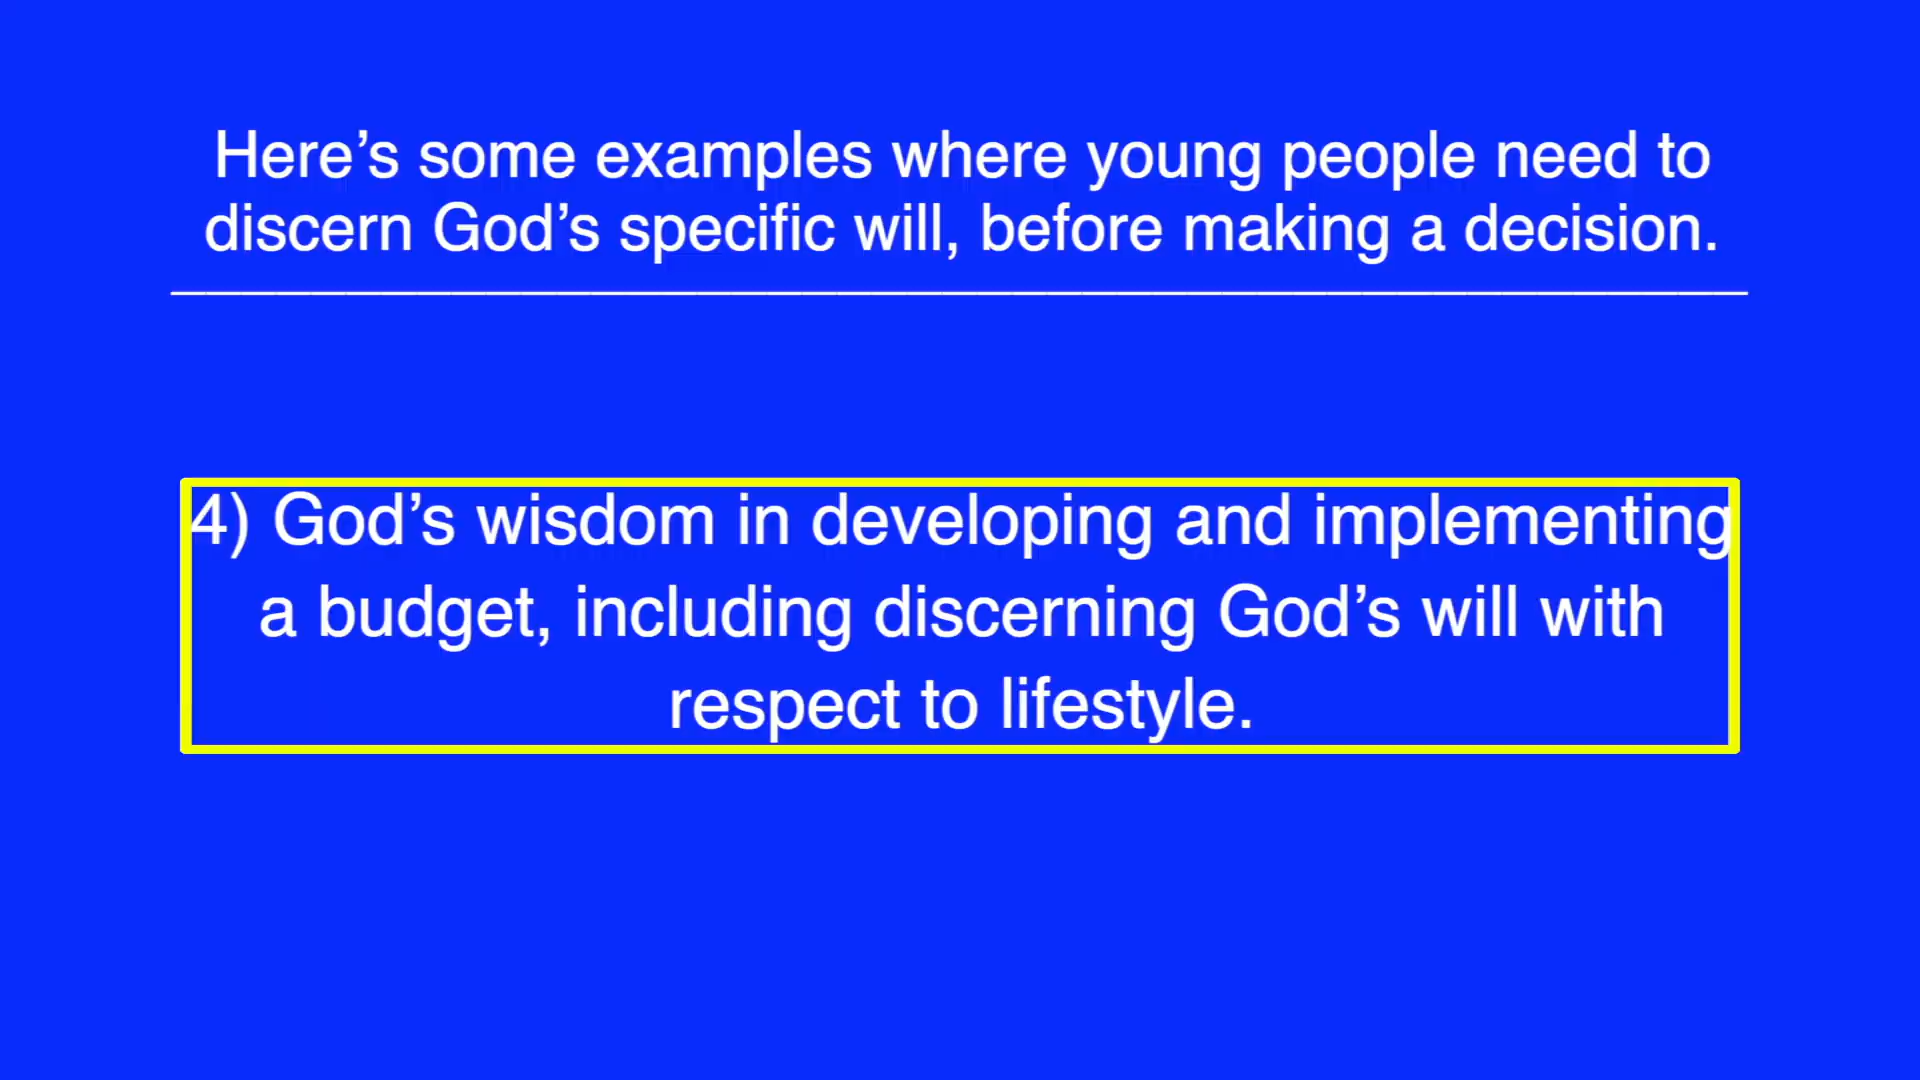 Here’s some examples where young people need to
discern God’s specific will, before making a decision.
4) God’s wisdom in developing and implementing
a budget, including discerning God’s will with
respect to lifestyle.